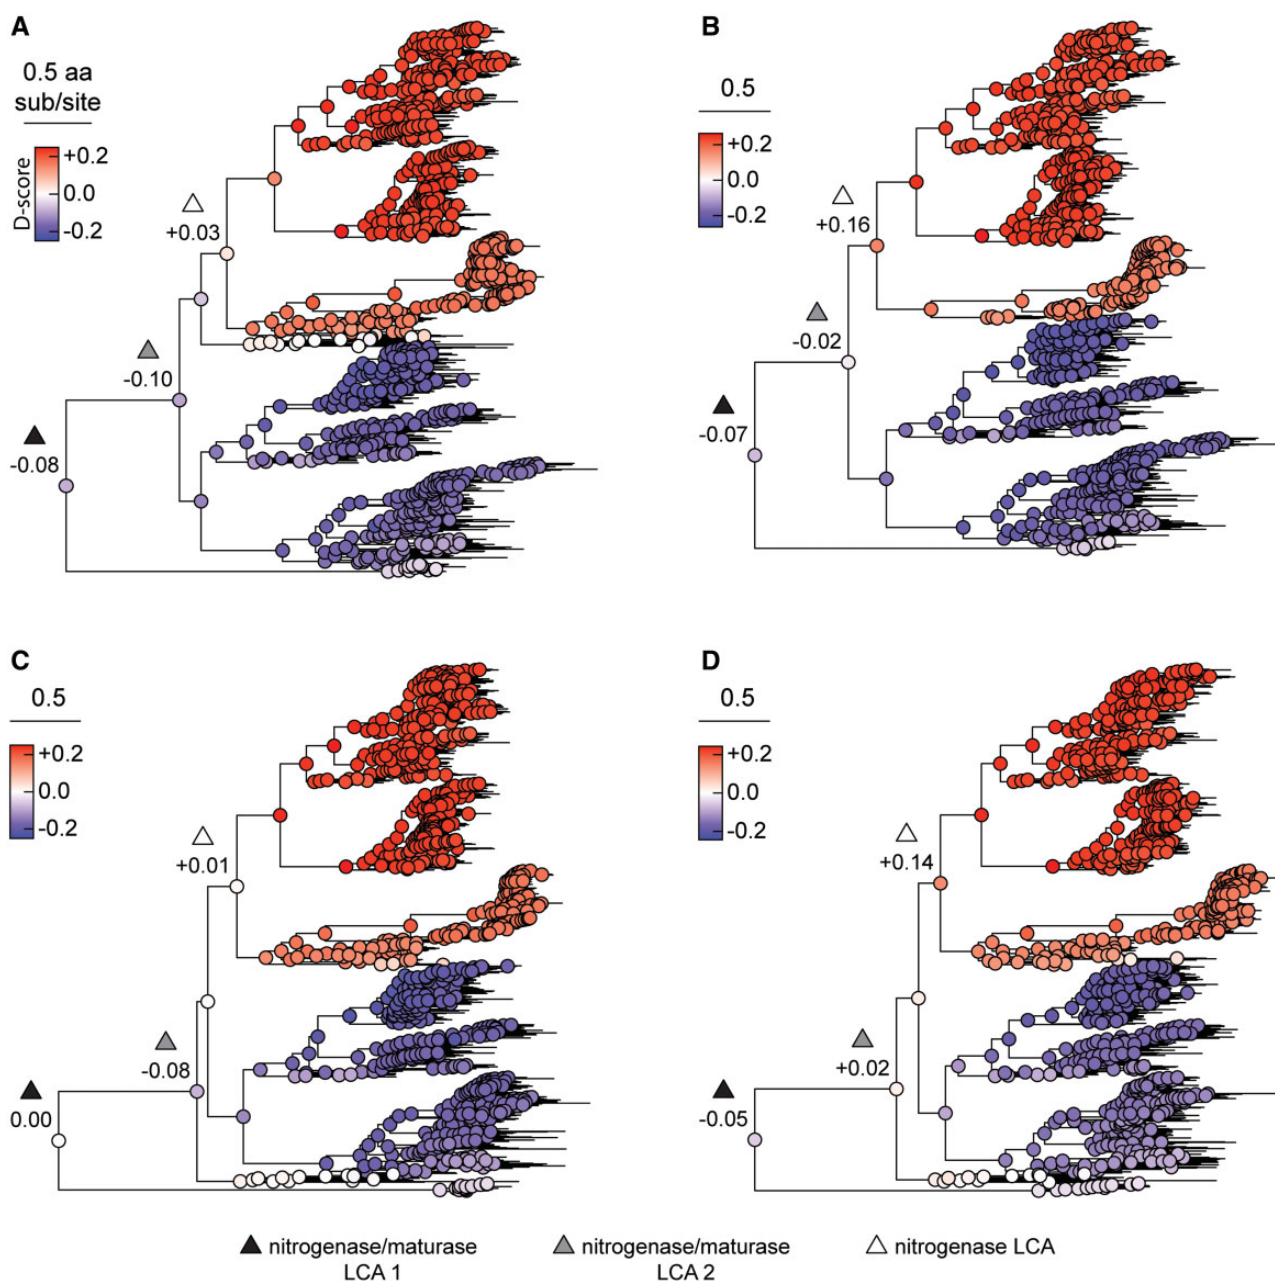 A
0.5 aa
sub/site
D-score
+0.2
0.0
-0.2
+0.03
-0.10
-0.08
B
0.5
+0.2
0.0
-0.2
+0.16
-0.02
-0.07
C
0.5
+0.2
0.0
-0.2
+0.01
-0.08
0.00
D
0.5
+0.2
0.0
-0.2
+0.14
+0.02
-0.05
nitrogenase/maturase
LCA 1
nitrogenase/maturase
LCA 2
nitrogenase LCA